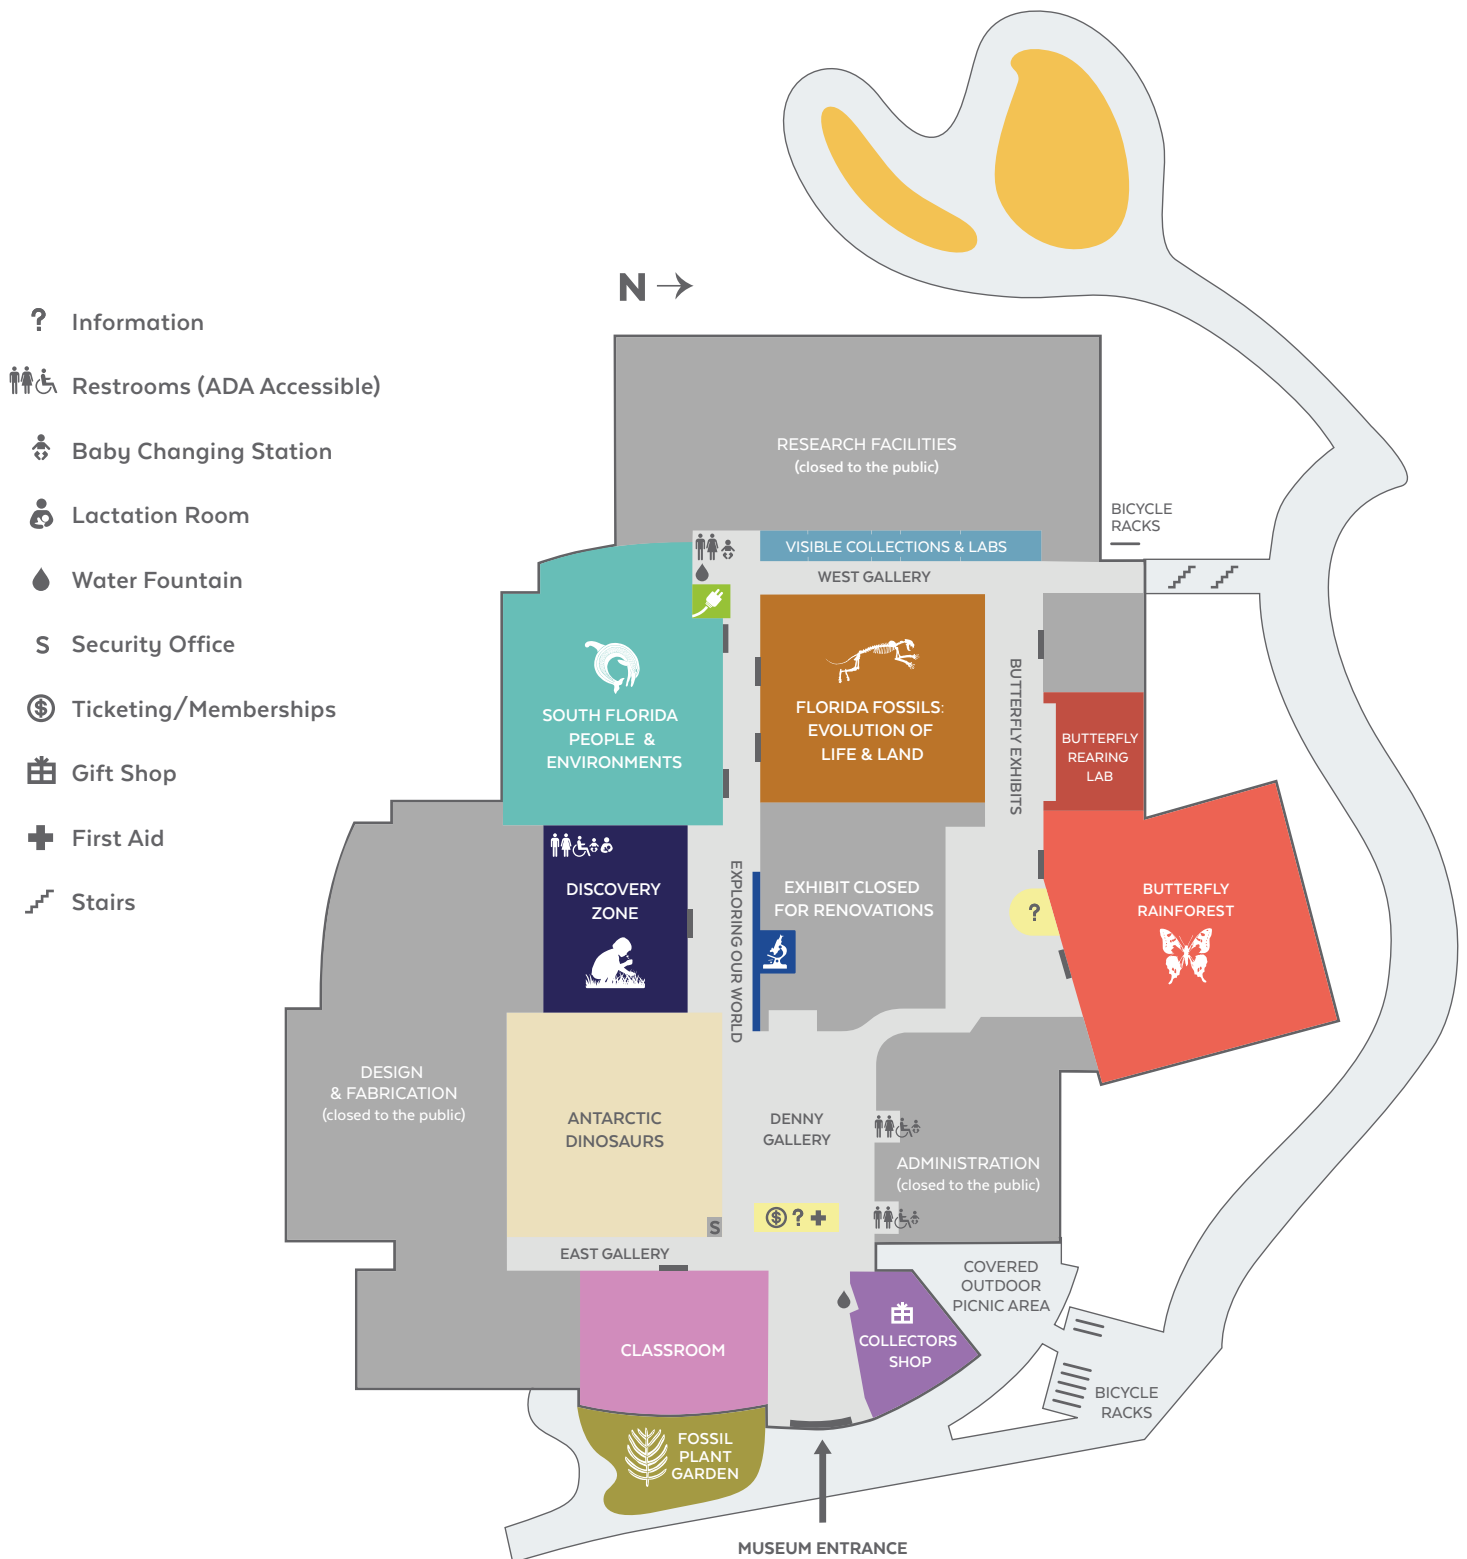 N
?
Information
Restrooms (ADA Accessible)
Baby Changing Station
Lactation Room
Water Fountain
S
Security Office
$
Ticketing/Memberships
Gift Shop
First Aid
Stairs
RESEARCH FACILITIES
(closed to the public)
BICYCLE
RACKS
VISIBLE COLLECTIONS & LABS
WEST GALLERY
SOUTH FLORIDA
PEOPLE &
ENVIRONMENTS
FLORIDA FOSSILS:
EVOLUTION OF
LIFE & LAND
BUTTERFLY EXHIBITS
BUTTERFLY
REARING
LAB
DISCOVERY
ZONE
EXPLORING OUR WORLD
EXHIBIT CLOSED
FOR RENOVATIONS
?
BUTTERFLY
RAINFOREST
DESIGN
& FABRICATION
(closed to the public)
ANTARCTIC
DINOSAURS
DENNY
GALLERY
ADMINISTRATION
(closed to the public)
S
$ ?
EAST GALLERY
COVERED
OUTDOOR
PICNIC AREA
CLASSROOM
COLLECTORS
SHOP
BICYCLE
RACKS
FOSSIL
PLANT
GARDEN
MUSEUM ENTRANCE